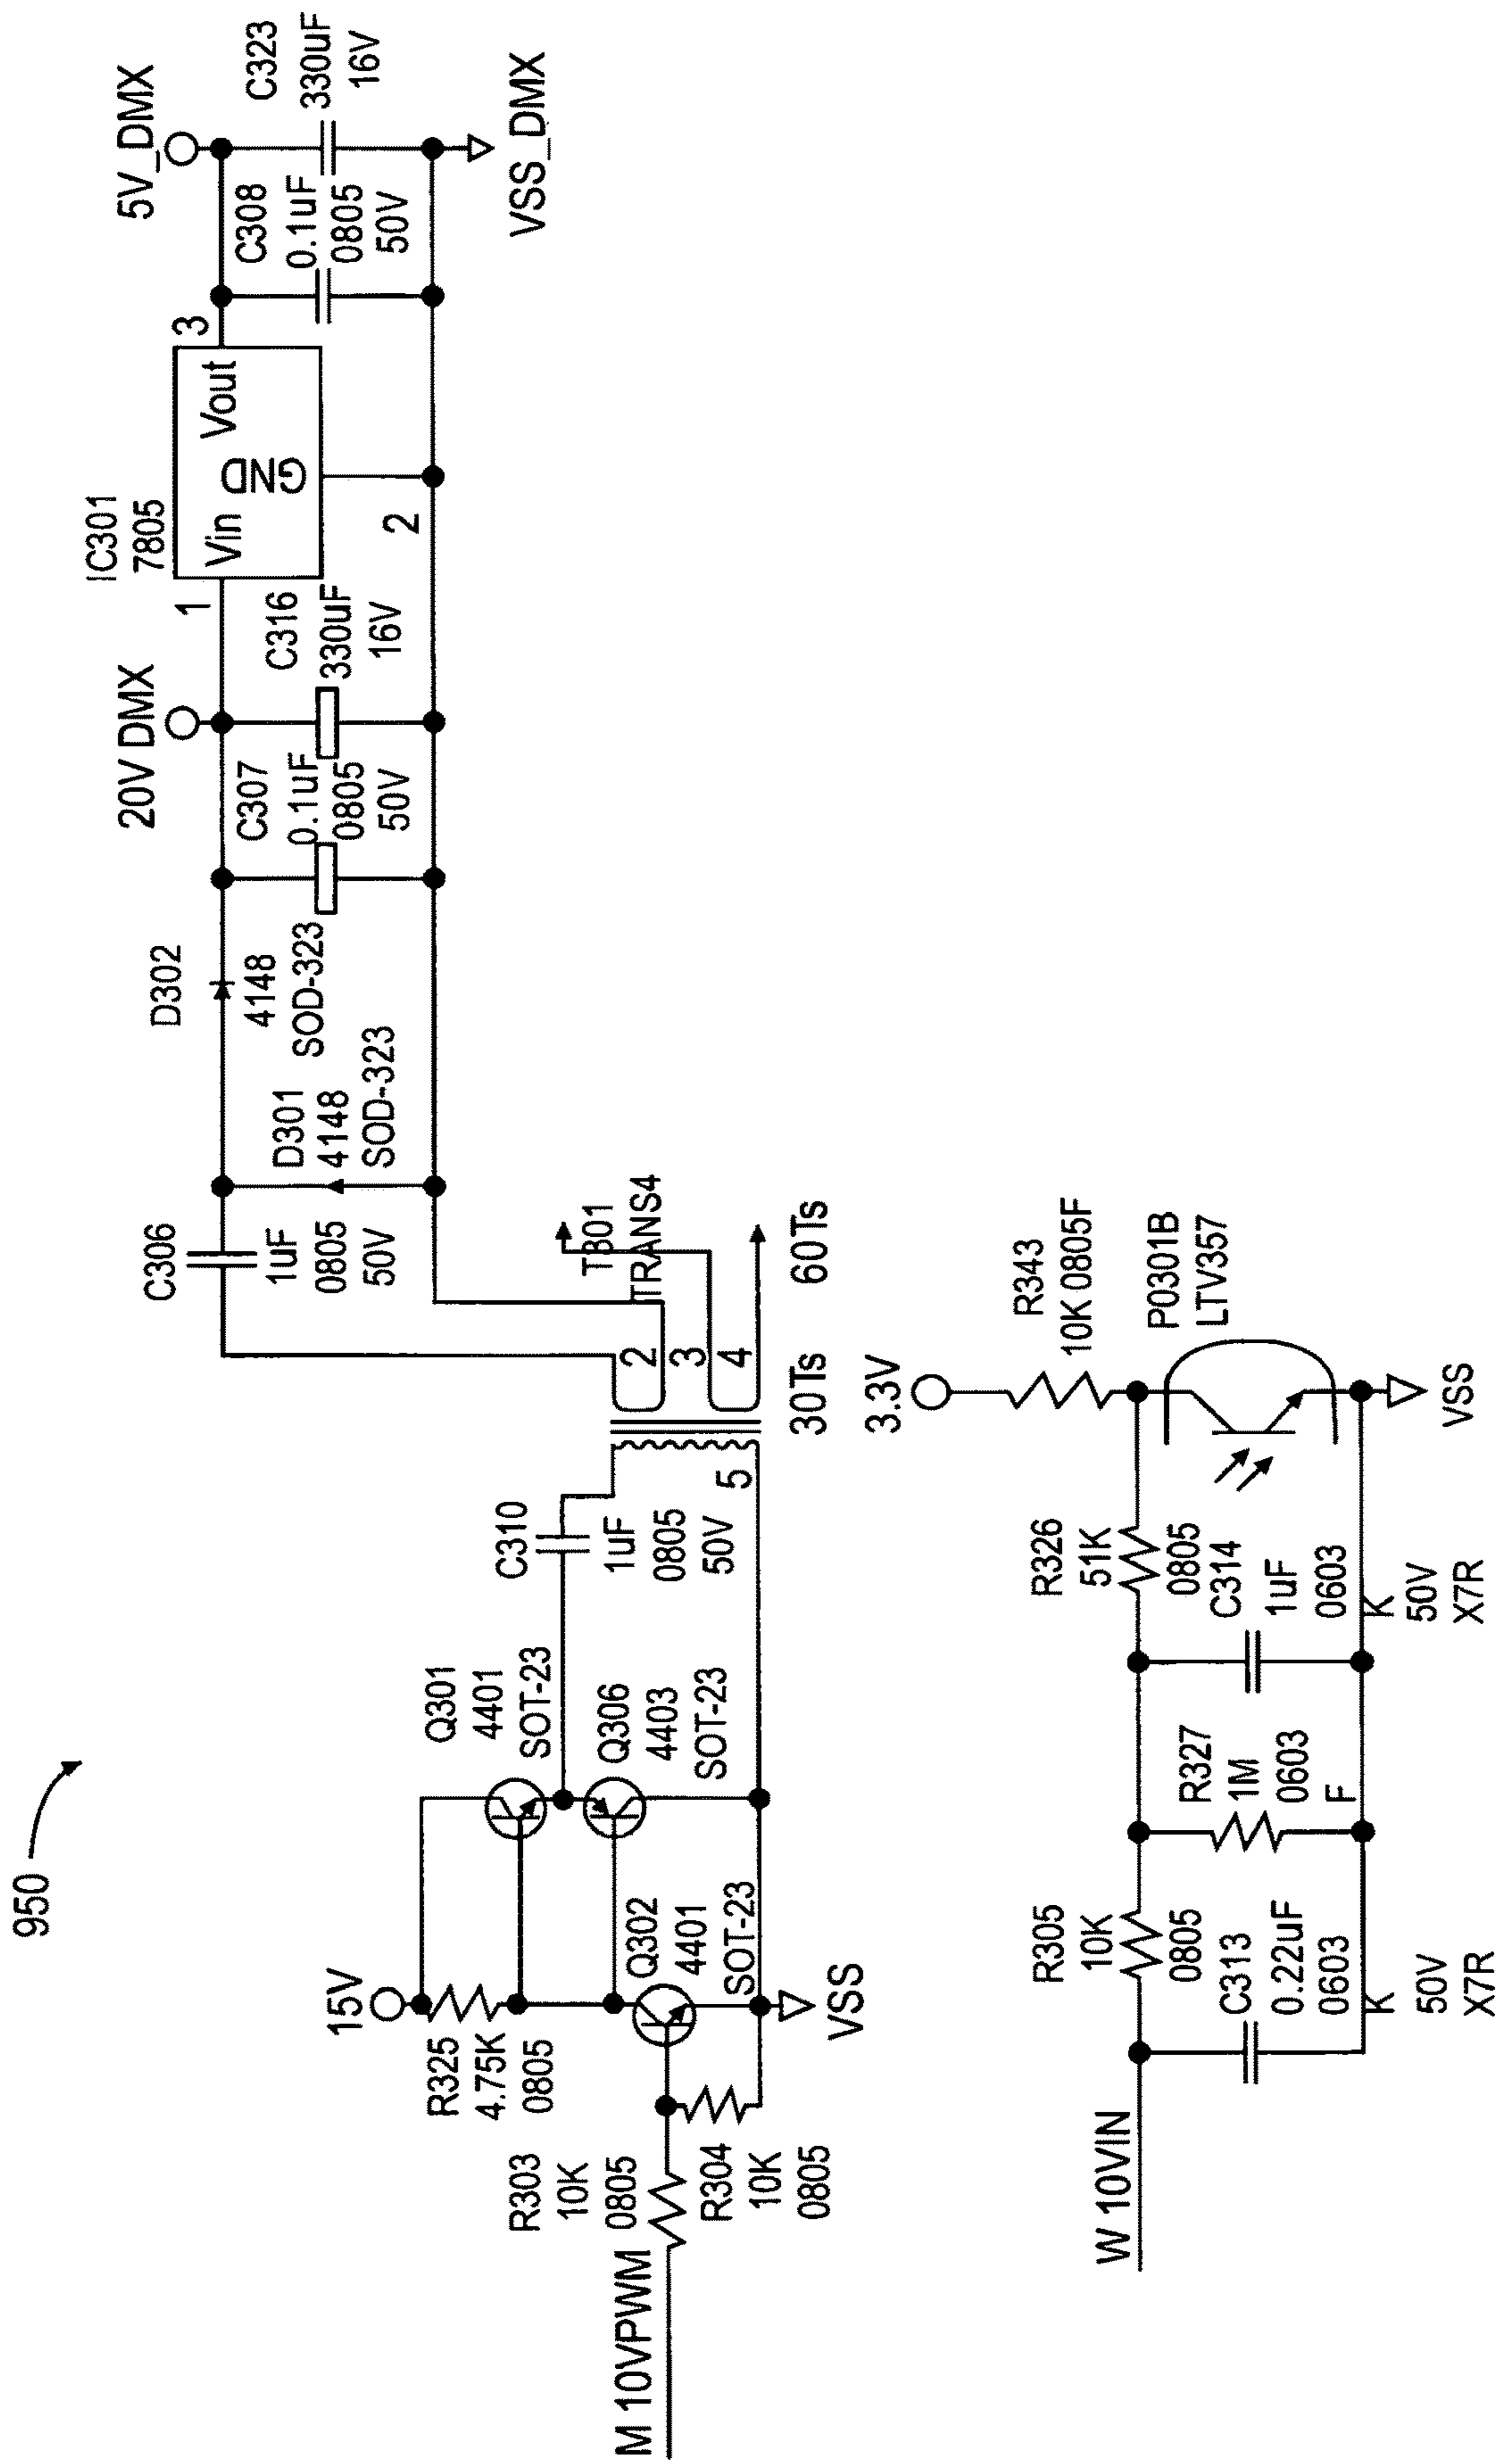 950
15V
R325
4.75K
0805
Q301
4401
SOT-23
Q306
4403
SOT-23
Q302
4401
SOT-23
VSS
R303
10K
0805
R304
10K
0805
M 10VPWM
C310
1uF
0805
50V
5
2
3
4
30Ts
60Ts
T301
TRANS4
C306
1uF
0805
50V
D301
4148
SOD-323
D302
4148
SOD-323
20V DMX
C307
0.1uF
0805
50V
C316
330uF
16V
IC301
7805
1
Vin
GND
Vout
2
3
5V_DMX
C308
0.1uF
0805
50V
C323
330uF
16V
VSS_DMX
W 10VIN
R305
10K
0805
C313
0.22uF
0603
K
50V
X7R
R327
1M
0603
F
R326
51K
0805
C314
1uF
0603
K
50V
X7R
3.3V
R343
10K 0805F
P0301B
LTV357
VSS